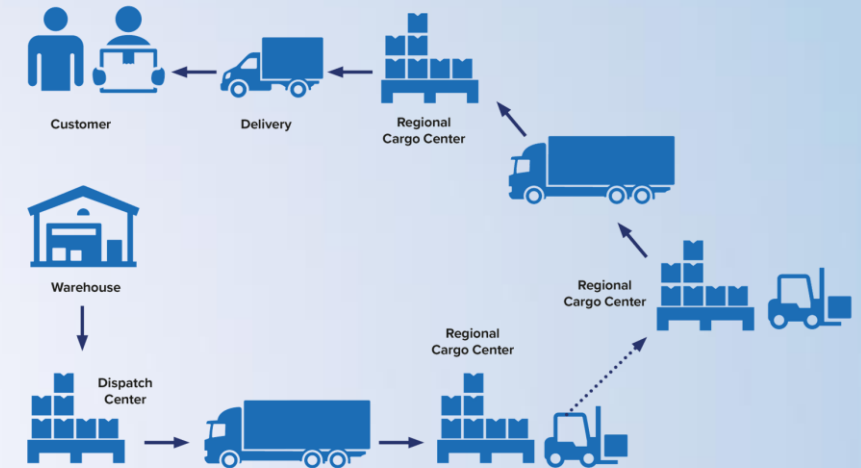 Customer
Delivery
Regional
Cargo Center
Warehouse
Regional
Cargo Center
Regional
Cargo Center
Dispatch
Center